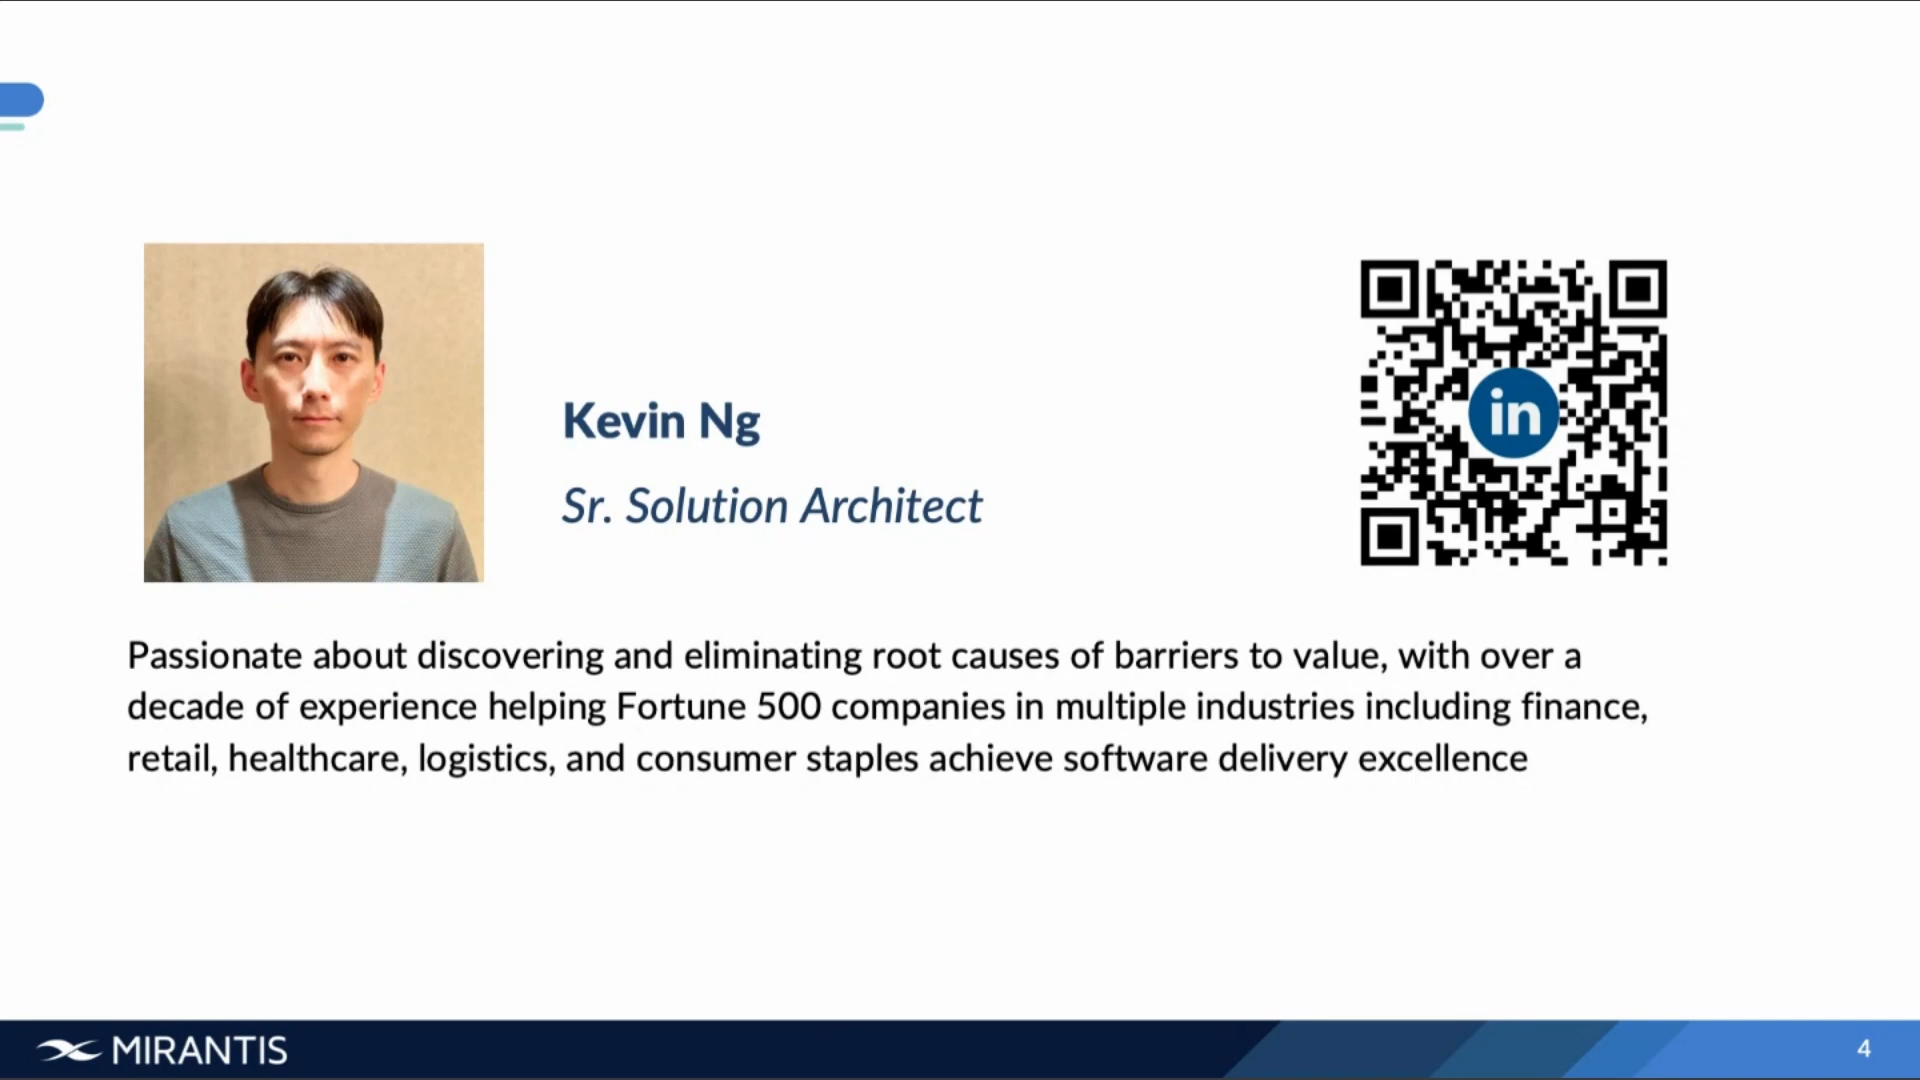 Kevin Ng
Sr. Solution Architect
in
Passionate about discovering and eliminating root causes of barriers to value, with over a
decade of experience helping Fortune 500 companies in multiple industries including finance,
retail, healthcare, logistics, and consumer staples achieve software delivery excellence
MIRANTIS
4